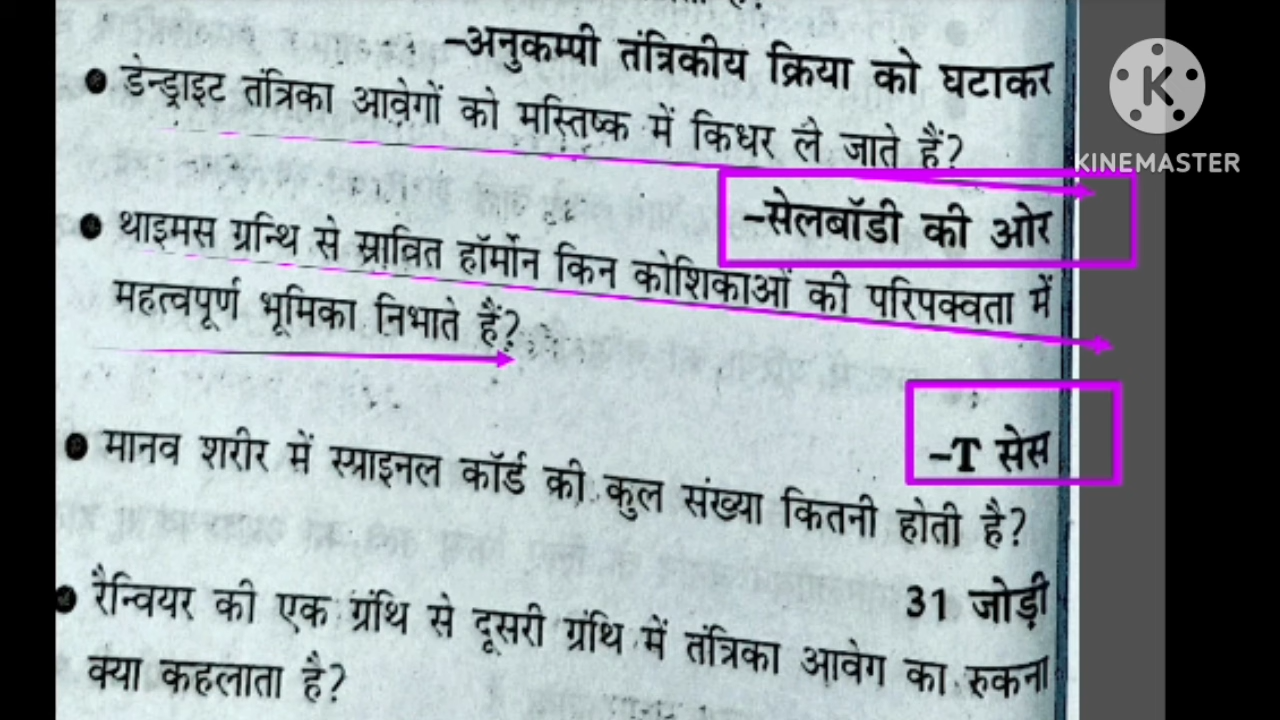 –अनुकम्पी तंत्रिकीय क्रिया को घटाकर
● डेन्ड्राइट तंत्रिका आवेगों को मस्तिष्क में किधर ले जाते हैं?
–सेलबॉडी की ओर
● थाइमस ग्रन्थि से स्रावित हॉर्मोन किन कोशिकाओं की परिपक्वता में
महत्वपूर्ण भूमिका निभाते हैं?
–T सेस
● मानव शरीर में स्प्राइनल कॉर्ड की कुल संख्या कितनी होती है?
31 जोड़ी
● रैन्वियर की एक ग्रंथि से दूसरी ग्रंथि में तंत्रिका आवेग का रुकना
क्या कहलाता है?
K
KINEMASTER